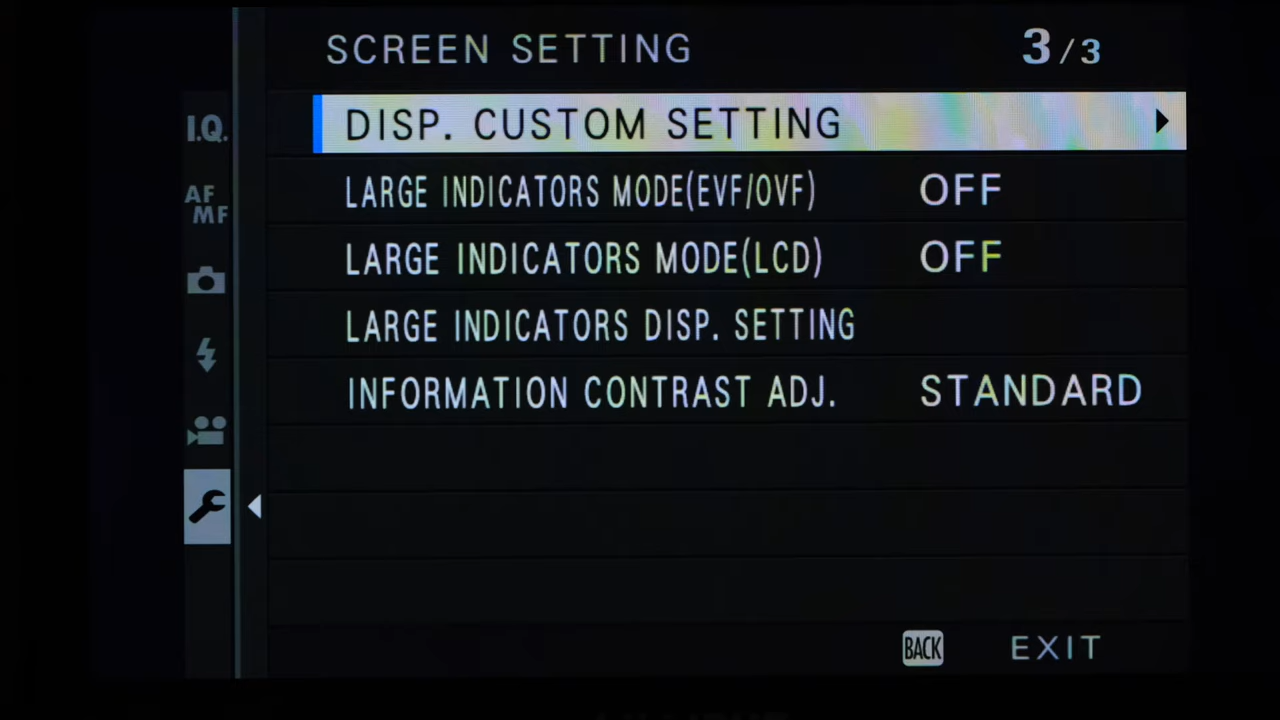 SCREEN SETTING 3/3
I.Q.
DISP. CUSTOM SETTING
AF
MF
LARGE INDICATORS MODE(EVF/OVF) OFF
LARGE INDICATORS MODE(LCD) OFF
LARGE INDICATORS DISP. SETTING
INFORMATION CONTRAST ADJ. STANDARD
BACK EXIT